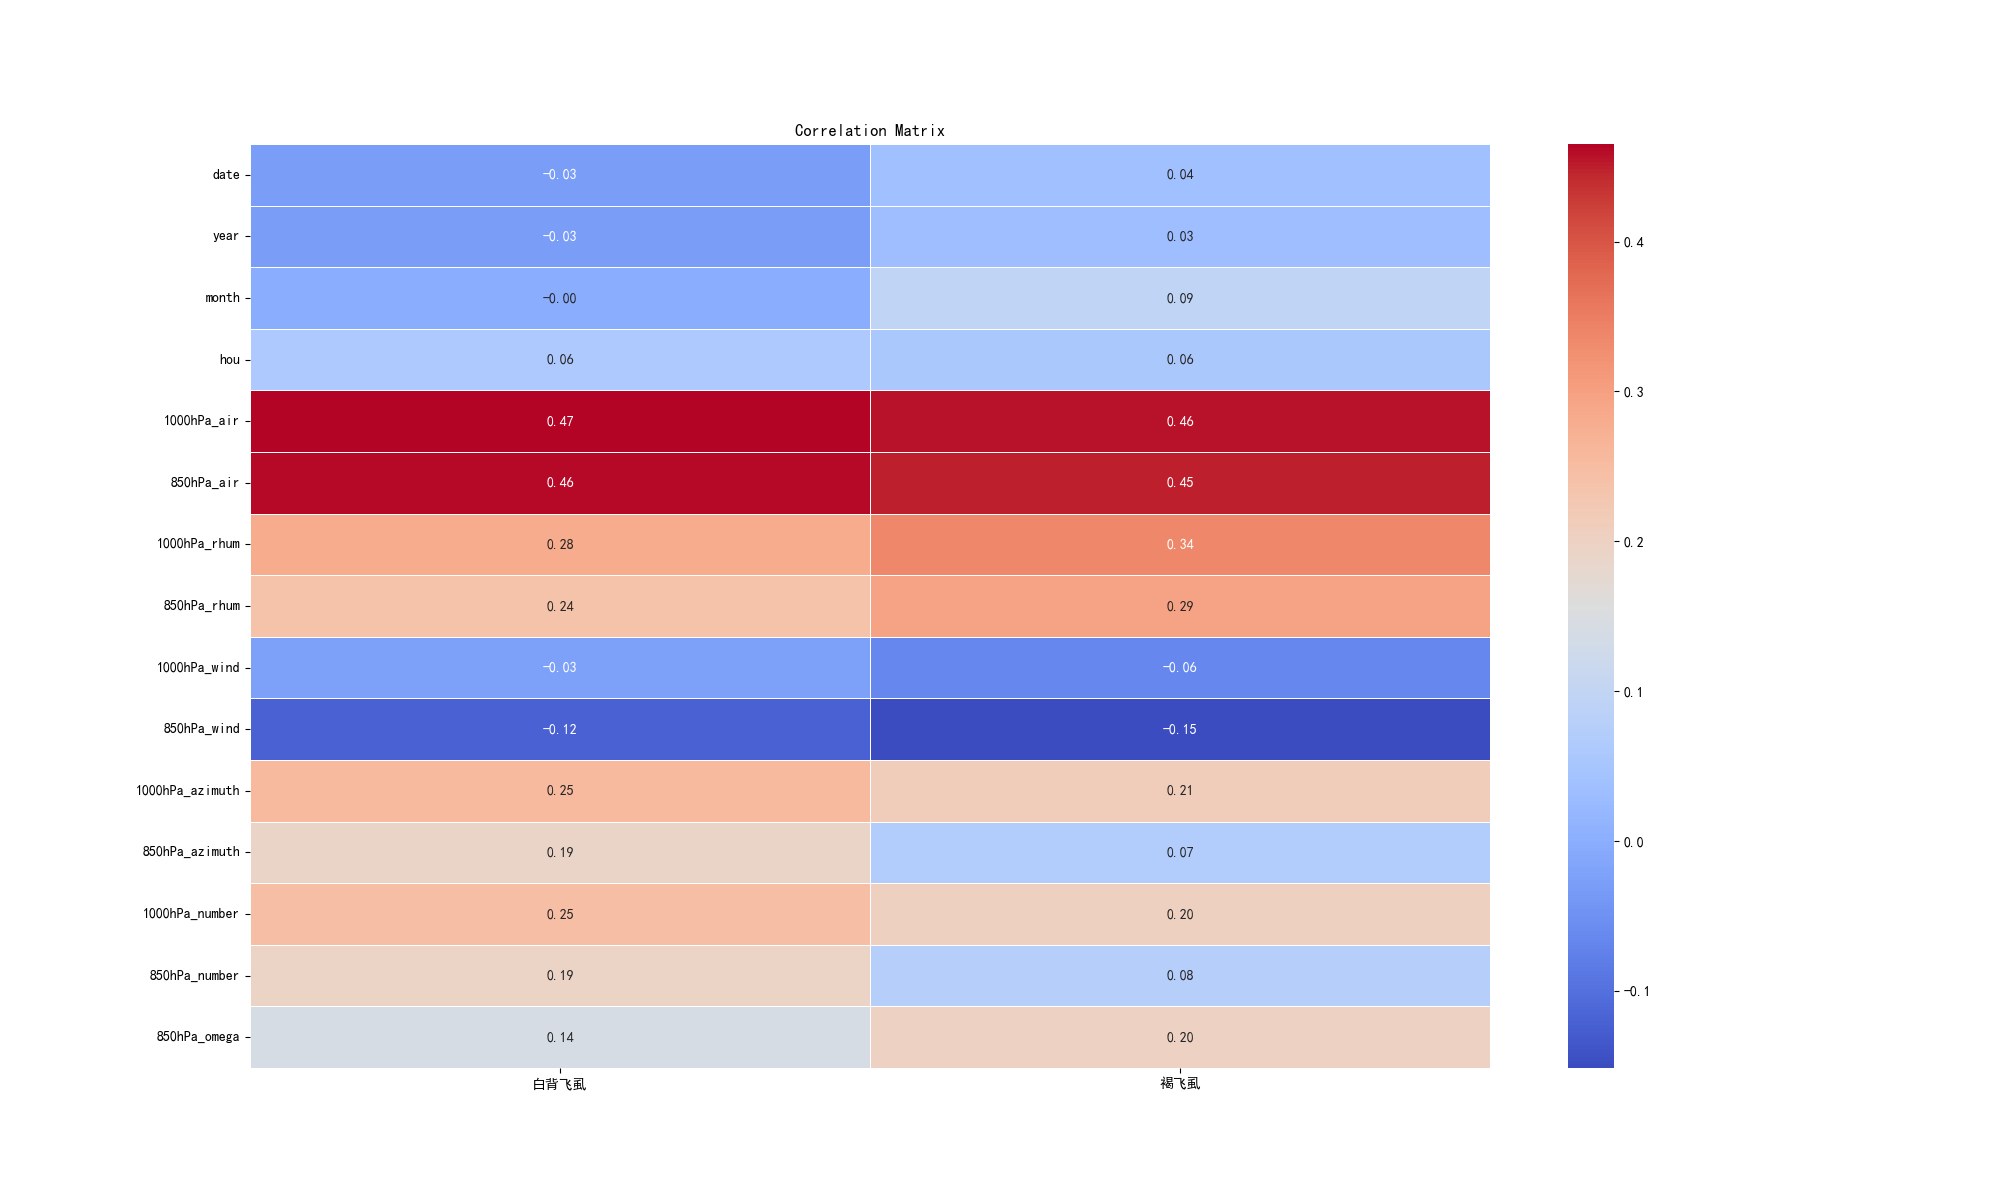 Correlation Matrix
date -0.03 0.04
year -0.03 0.03
month -0.00 0.09
hou 0.06 0.06
1000hPa_air 0.47 0.46
850hPa_air 0.46 0.45
1000hPa_rhum 0.28 0.34
850hPa_rhum 0.24 0.29
1000hPa_wind -0.03 -0.06
850hPa_wind -0.12 -0.15
1000hPa_azimuth 0.25 0.21
850hPa_azimuth 0.19 0.07
1000hPa_number 0.25 0.20
850hPa_number 0.19 0.08
850hPa_omega 0.14 0.20
白背飞虱 褐飞虱
0.4
0.3
0.2
0.1
0.0
-0.1